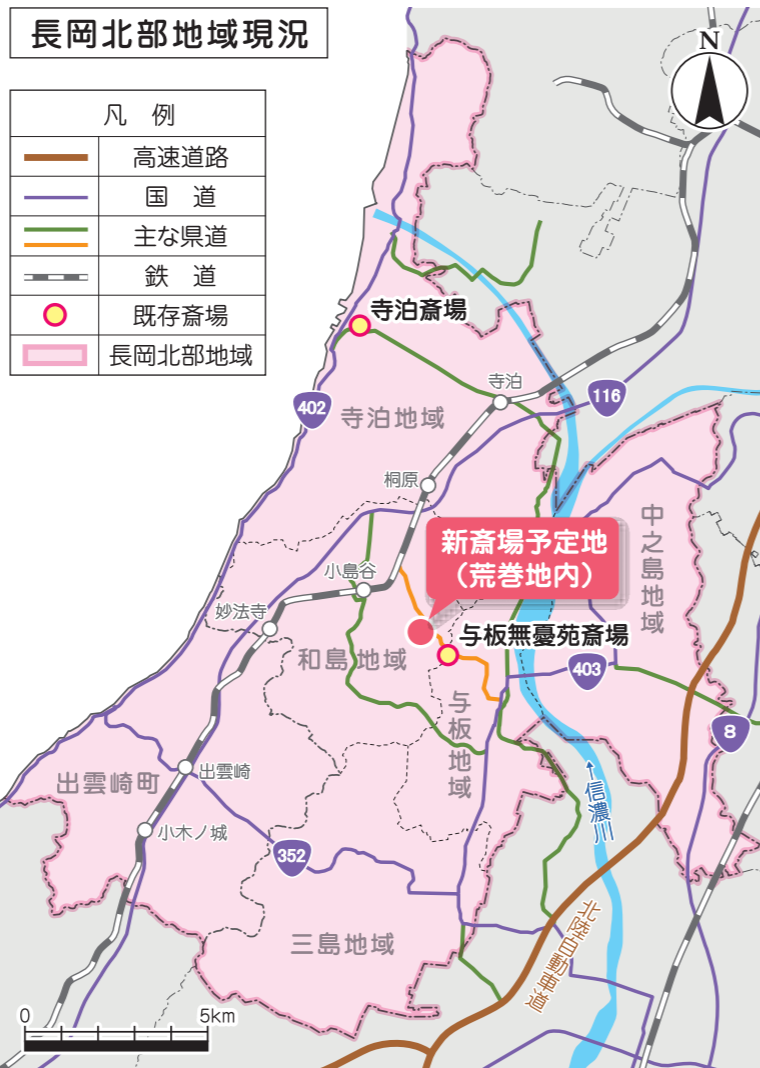 長岡北部地域現況
凡 例
高速道路
国 道
主な県道
鉄 道
既存斎場
長岡北部地域
N
寺泊斎場
寺泊
116
402
寺泊地域
桐原
中之島地域
新斎場予定地
（荒巻地内）
小島谷
妙法寺
与板無憂苑斎場
和島地域
403
与板地域
8
出雲崎
出雲崎町
←信濃川
小木ノ城
352
三島地域
北陸自動車道
0 5km